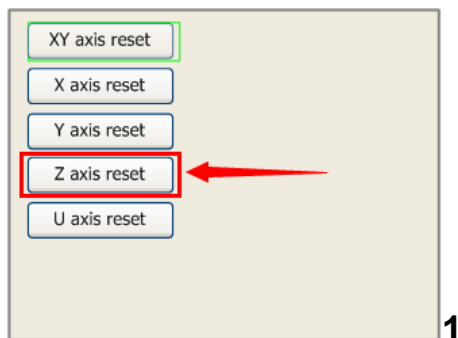 XY axis reset
X axis reset
Y axis reset
Z axis reset
U axis reset
1